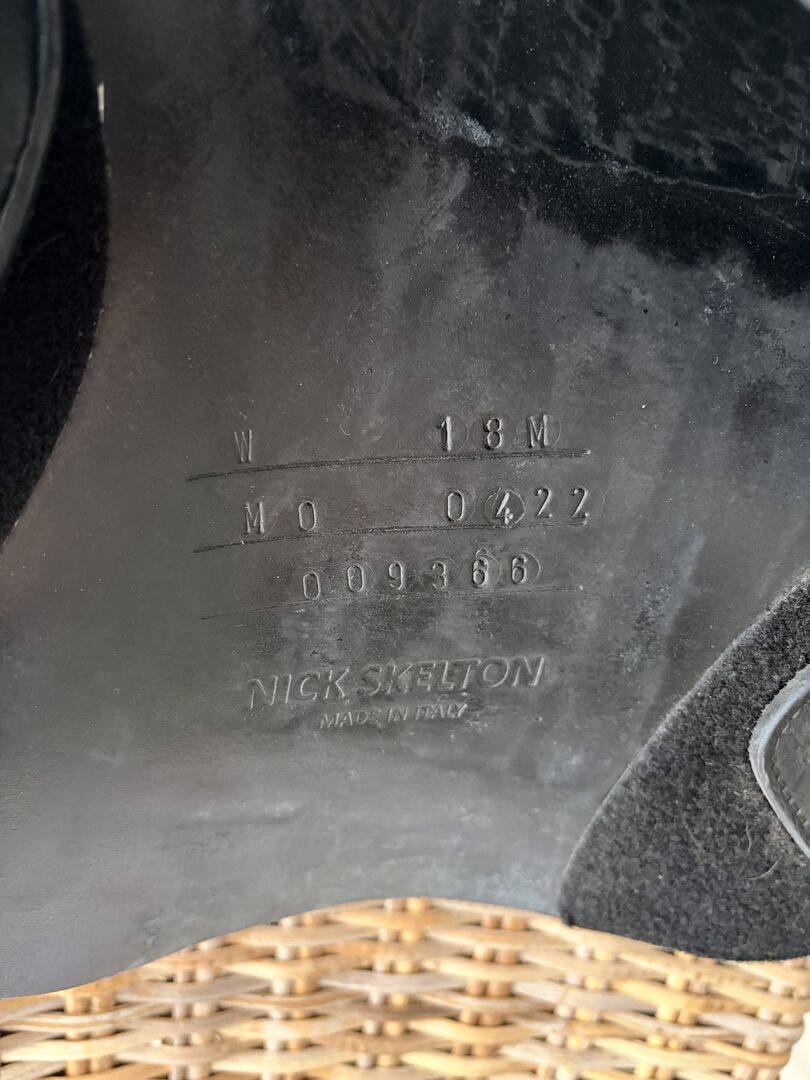 W 18M
MO 0422
009366
NICK SKELTON
MADE IN ITALY